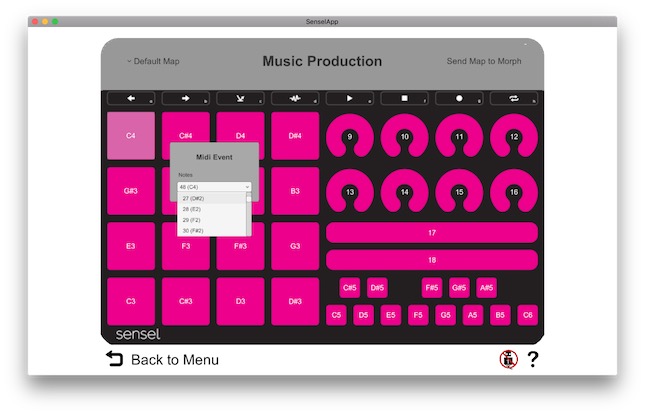 SenselApp
Default Map
Music Production
Send Map to Morph
a b c d e f g h
C4 C#4 D4 D#4 9 10 11 12
Midi Event
Notes
48 (C4)
27 (D#2)
28 (E2)
29 (F2)
30 (F#2)
G#3 B3 13 14 15 16
E3 F3 F#3 G3 17
18
C#5 D#5 F#5 G#5 A#5
C3 C#3 D3 D#3 C5 D5 E5 F5 G5 A5 B5 C6
sensel
Back to Menu
?